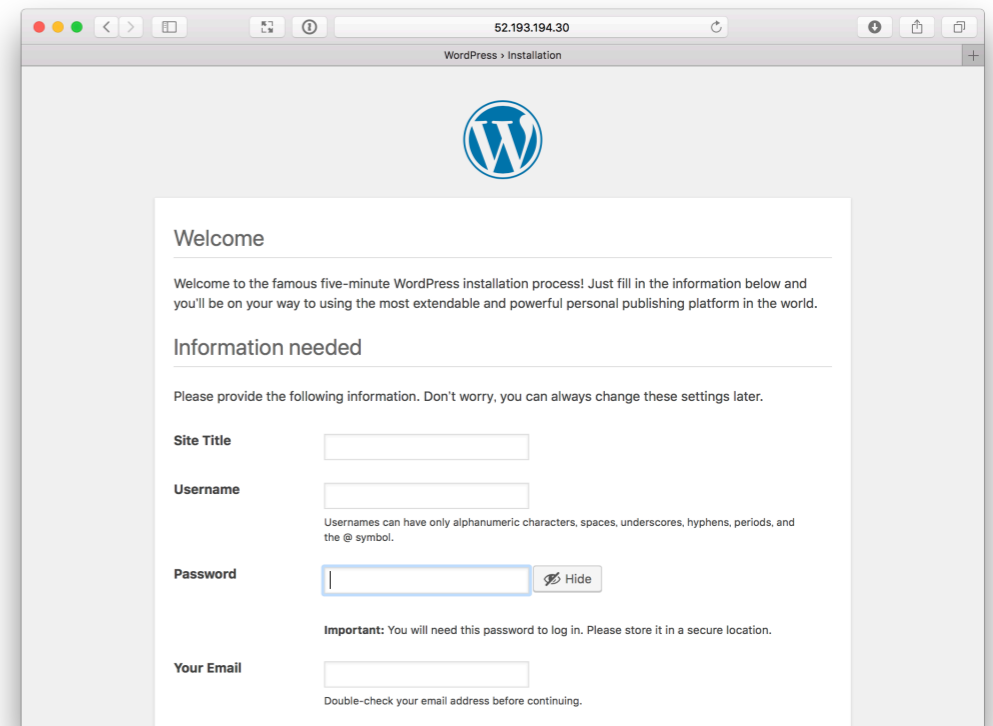 52.193.194.30
WordPress › Installation
Welcome
Welcome to the famous five-minute WordPress installation process! Just fill in the information below and
you'll be on your way to using the most extendable and powerful personal publishing platform in the world.
Information needed
Please provide the following information. Don't worry, you can always change these settings later.
Site Title
Username
Usernames can have only alphanumeric characters, spaces, underscores, hyphens, periods, and
the @ symbol.
Password
Hide
Important: You will need this password to log in. Please store it in a secure location.
Your Email
Double-check your email address before continuing.